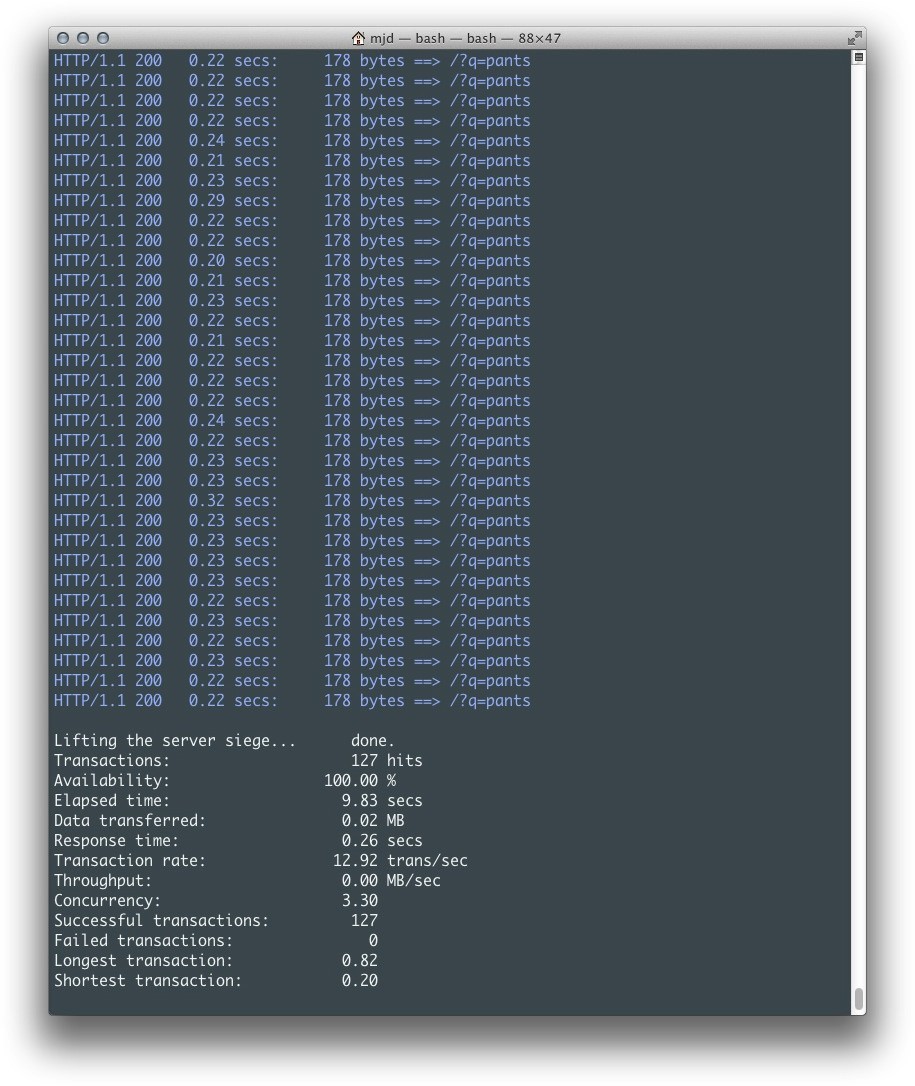 mjd — bash — bash — 88×47
HTTP/1.1 200   0.22 secs:     178 bytes ==> /?q=pants
HTTP/1.1 200   0.22 secs:     178 bytes ==> /?q=pants
HTTP/1.1 200   0.22 secs:     178 bytes ==> /?q=pants
HTTP/1.1 200   0.22 secs:     178 bytes ==> /?q=pants
HTTP/1.1 200   0.24 secs:     178 bytes ==> /?q=pants
HTTP/1.1 200   0.21 secs:     178 bytes ==> /?q=pants
HTTP/1.1 200   0.23 secs:     178 bytes ==> /?q=pants
HTTP/1.1 200   0.29 secs:     178 bytes ==> /?q=pants
HTTP/1.1 200   0.22 secs:     178 bytes ==> /?q=pants
HTTP/1.1 200   0.22 secs:     178 bytes ==> /?q=pants
HTTP/1.1 200   0.20 secs:     178 bytes ==> /?q=pants
HTTP/1.1 200   0.21 secs:     178 bytes ==> /?q=pants
HTTP/1.1 200   0.23 secs:     178 bytes ==> /?q=pants
HTTP/1.1 200   0.22 secs:     178 bytes ==> /?q=pants
HTTP/1.1 200   0.21 secs:     178 bytes ==> /?q=pants
HTTP/1.1 200   0.22 secs:     178 bytes ==> /?q=pants
HTTP/1.1 200   0.22 secs:     178 bytes ==> /?q=pants
HTTP/1.1 200   0.22 secs:     178 bytes ==> /?q=pants
HTTP/1.1 200   0.24 secs:     178 bytes ==> /?q=pants
HTTP/1.1 200   0.22 secs:     178 bytes ==> /?q=pants
HTTP/1.1 200   0.23 secs:     178 bytes ==> /?q=pants
HTTP/1.1 200   0.23 secs:     178 bytes ==> /?q=pants
HTTP/1.1 200   0.32 secs:     178 bytes ==> /?q=pants
HTTP/1.1 200   0.23 secs:     178 bytes ==> /?q=pants
HTTP/1.1 200   0.23 secs:     178 bytes ==> /?q=pants
HTTP/1.1 200   0.23 secs:     178 bytes ==> /?q=pants
HTTP/1.1 200   0.23 secs:     178 bytes ==> /?q=pants
HTTP/1.1 200   0.22 secs:     178 bytes ==> /?q=pants
HTTP/1.1 200   0.23 secs:     178 bytes ==> /?q=pants
HTTP/1.1 200   0.22 secs:     178 bytes ==> /?q=pants
HTTP/1.1 200   0.23 secs:     178 bytes ==> /?q=pants
HTTP/1.1 200   0.22 secs:     178 bytes ==> /?q=pants
HTTP/1.1 200   0.22 secs:     178 bytes ==> /?q=pants
Lifting the server siege...      done.
Transactions:                    127 hits
Availability:                 100.00 %
Elapsed time:                   9.83 secs
Data transferred:               0.02 MB
Response time:                  0.26 secs
Transaction rate:              12.92 trans/sec
Throughput:                     0.00 MB/sec
Concurrency:                    3.30
Successful transactions:         127
Failed transactions:               0
Longest transaction:            0.82
Shortest transaction:           0.20